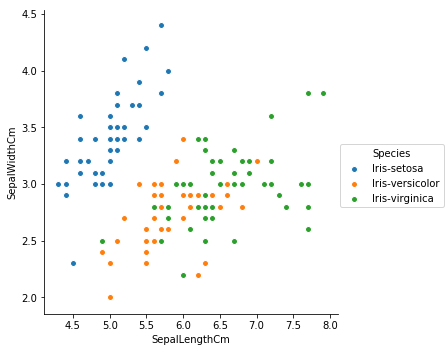 4.5
4.0
3.5
3.0
2.5
2.0
SepalWidthCm
4.5 5.0 5.5 6.0 6.5 7.0 7.5 8.0
SepalLengthCm
Species
Iris-setosa
Iris-versicolor
Iris-virginica